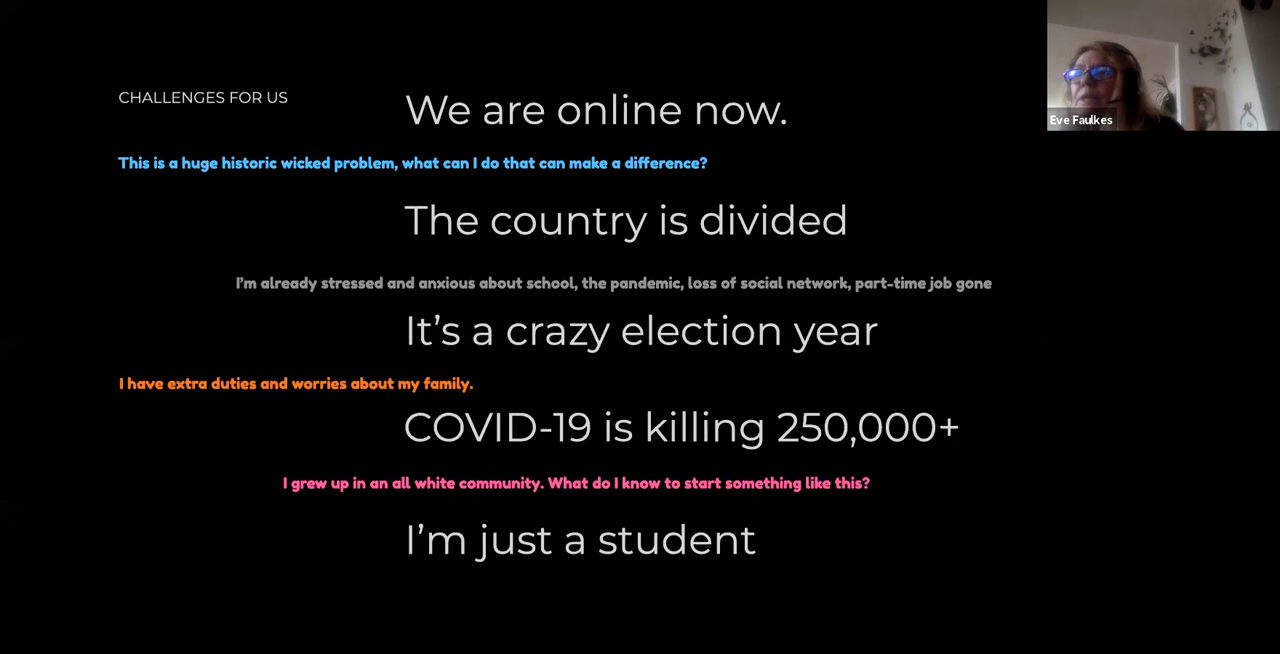 CHALLENGES FOR US
We are online now.
Eve Faulkes
This is a huge historic wicked problem, what can I do that can make a difference?
The country is divided
I'm already stressed and anxious about school, the pandemic, loss of social network, part-time job gone
It's a crazy election year
I have extra duties and worries about my family.
COVID-19 is killing 250,000+
I grew up in an all white community. What do I know to start something like this?
I'm just a student